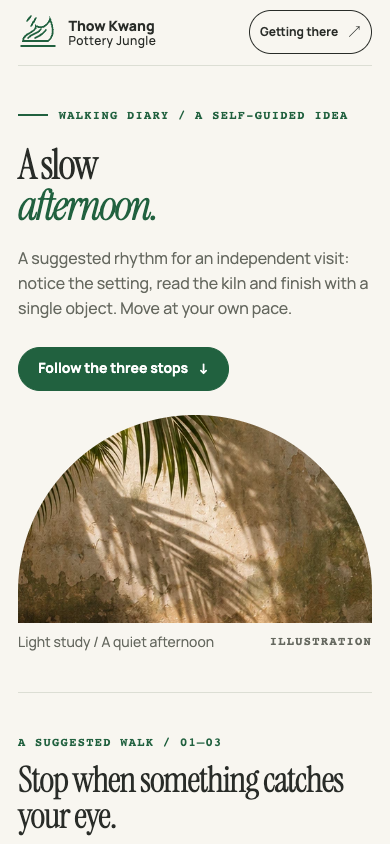 Thow Kwang
Pottery Jungle
Getting there ↗
WALKING DIARY / A SELF-GUIDED IDEA
A slow
afternoon.
A suggested rhythm for an independent visit:
notice the setting, read the kiln and finish with a
single object. Move at your own pace.
Follow the three stops ↓
Light study / A quiet afternoon
ILLUSTRATION
A SUGGESTED WALK / 01—03
Stop when something catches
your eye.